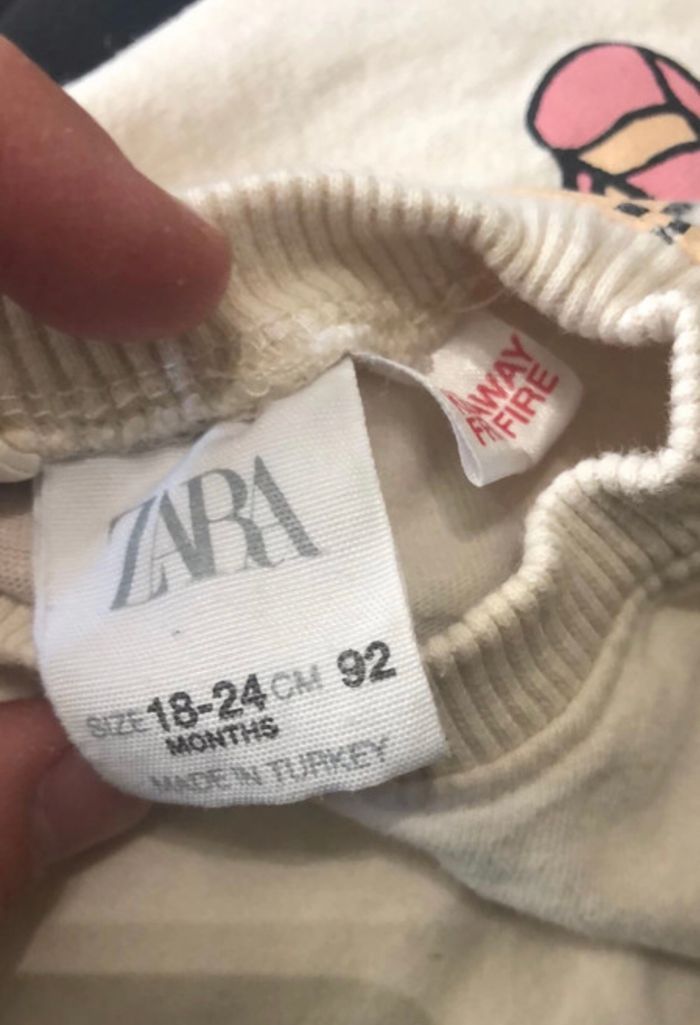 ZARA
SIZE 18-24 CM 92
MONTHS
MADE IN TURKEY
AWAY
FIRE